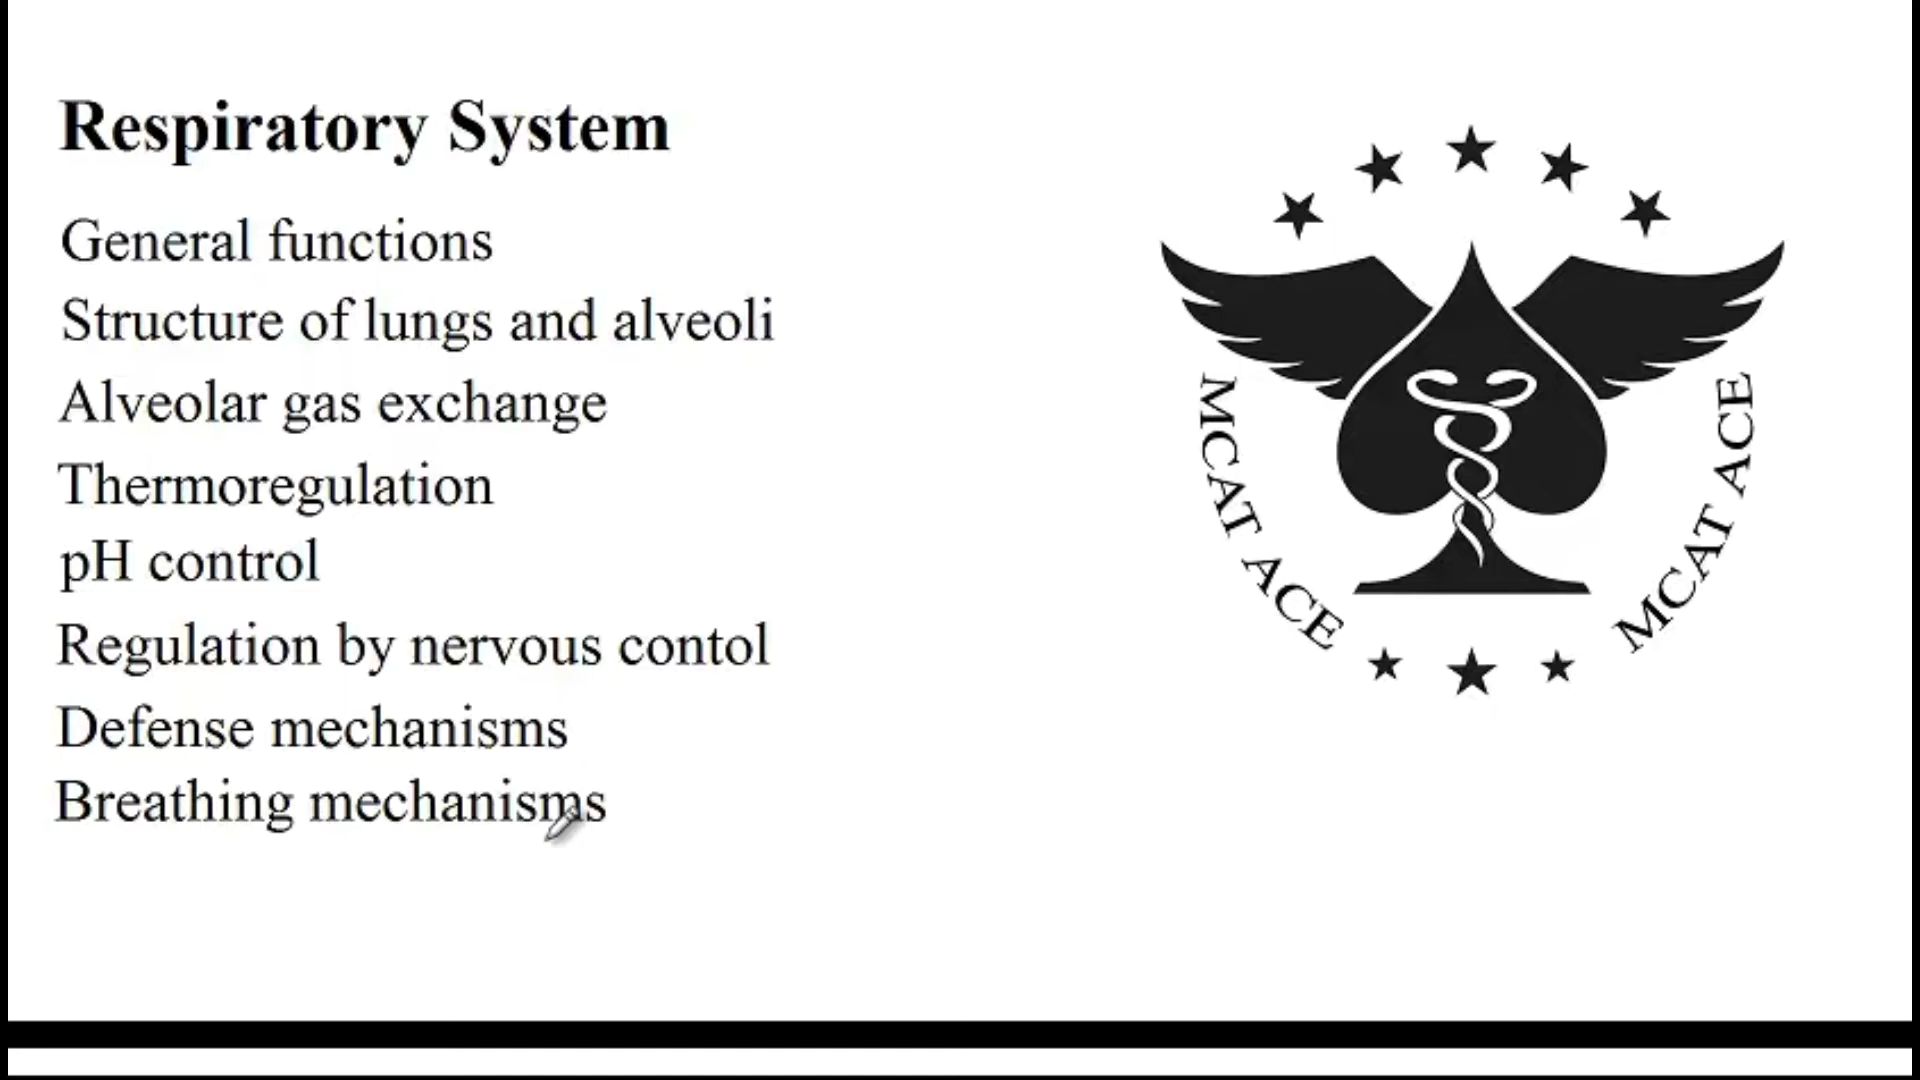 Respiratory System
General functions
Structure of lungs and alveoli
Alveolar gas exchange
Thermoregulation
pH control
Regulation by nervous contol
Defense mechanisms
Breathing mechanisms
MCAT ACE
MCAT ACE